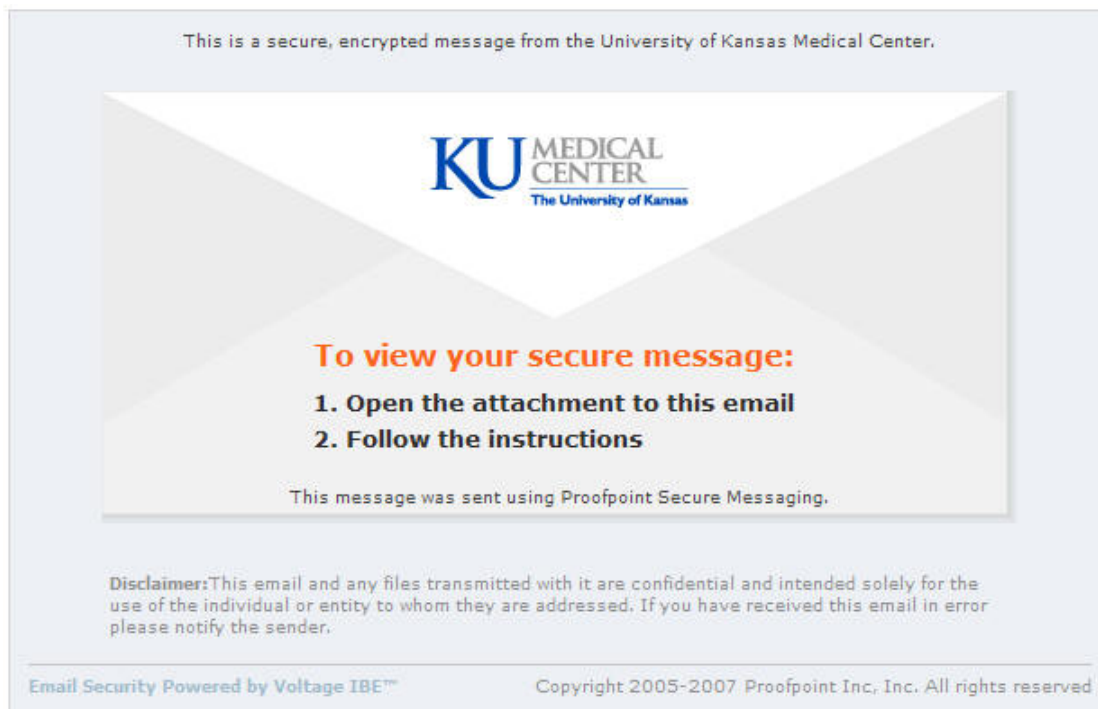 This is a secure, encrypted message from the University of Kansas Medical Center.
KU MEDICAL
CENTER
The University of Kansas
To view your secure message:
1. Open the attachment to this email
2. Follow the instructions
This message was sent using Proofpoint Secure Messaging.
Disclaimer:This email and any files transmitted with it are confidential and intended solely for the
use of the individual or entity to whom they are addressed. If you have received this email in error
please notify the sender.
Email Security Powered by Voltage IBE™ Copyright 2005-2007 Proofpoint Inc, Inc. All rights reserved